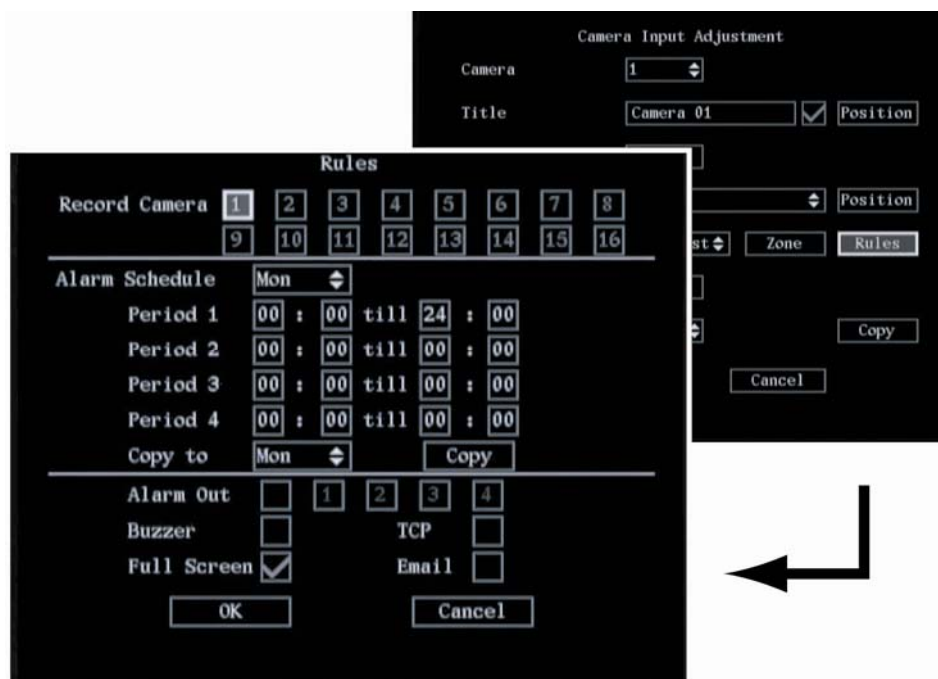 Camera Input Adjustment
Camera 1
Title Camera 01 Position
Position
Zone Rules
Copy
Cancel
Rules
Record Camera 1 2 3 4 5 6 7 8
9 10 11 12 13 14 15 16
Alarm Schedule Mon
Period 1 00 : 00 till 24 : 00
Period 2 00 : 00 till 00 : 00
Period 3 00 : 00 till 00 : 00
Period 4 00 : 00 till 00 : 00
Copy to Mon Copy
Alarm Out 1 2 3 4
Buzzer TCP
Full Screen Email
OK Cancel